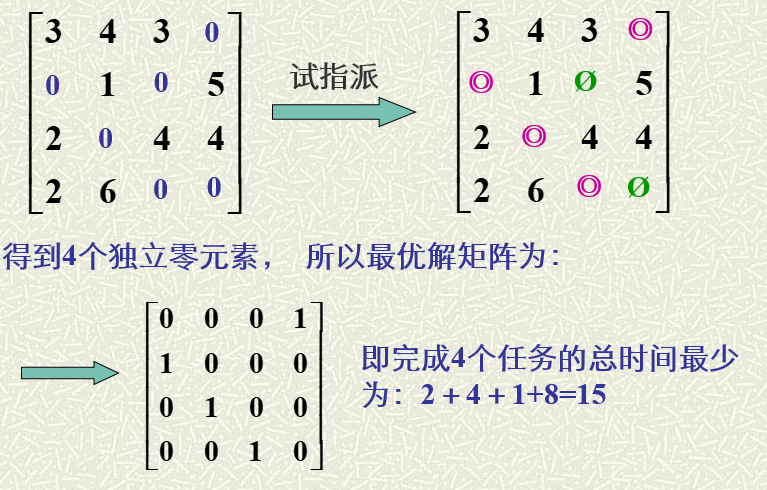 3 4 3 0 3 4 3 ◎
0 1 0 5 试指派 ◎ 1 Ø 5
2 0 4 4 2 ◎ 4 4
2 6 0 0 2 6 ◎ Ø
得到4个独立零元素， 所以最优解矩阵为：
0 0 0 1
1 0 0 0
0 1 0 0
0 0 1 0
即完成4个任务的总时间最少
为：2＋4＋1+8=15